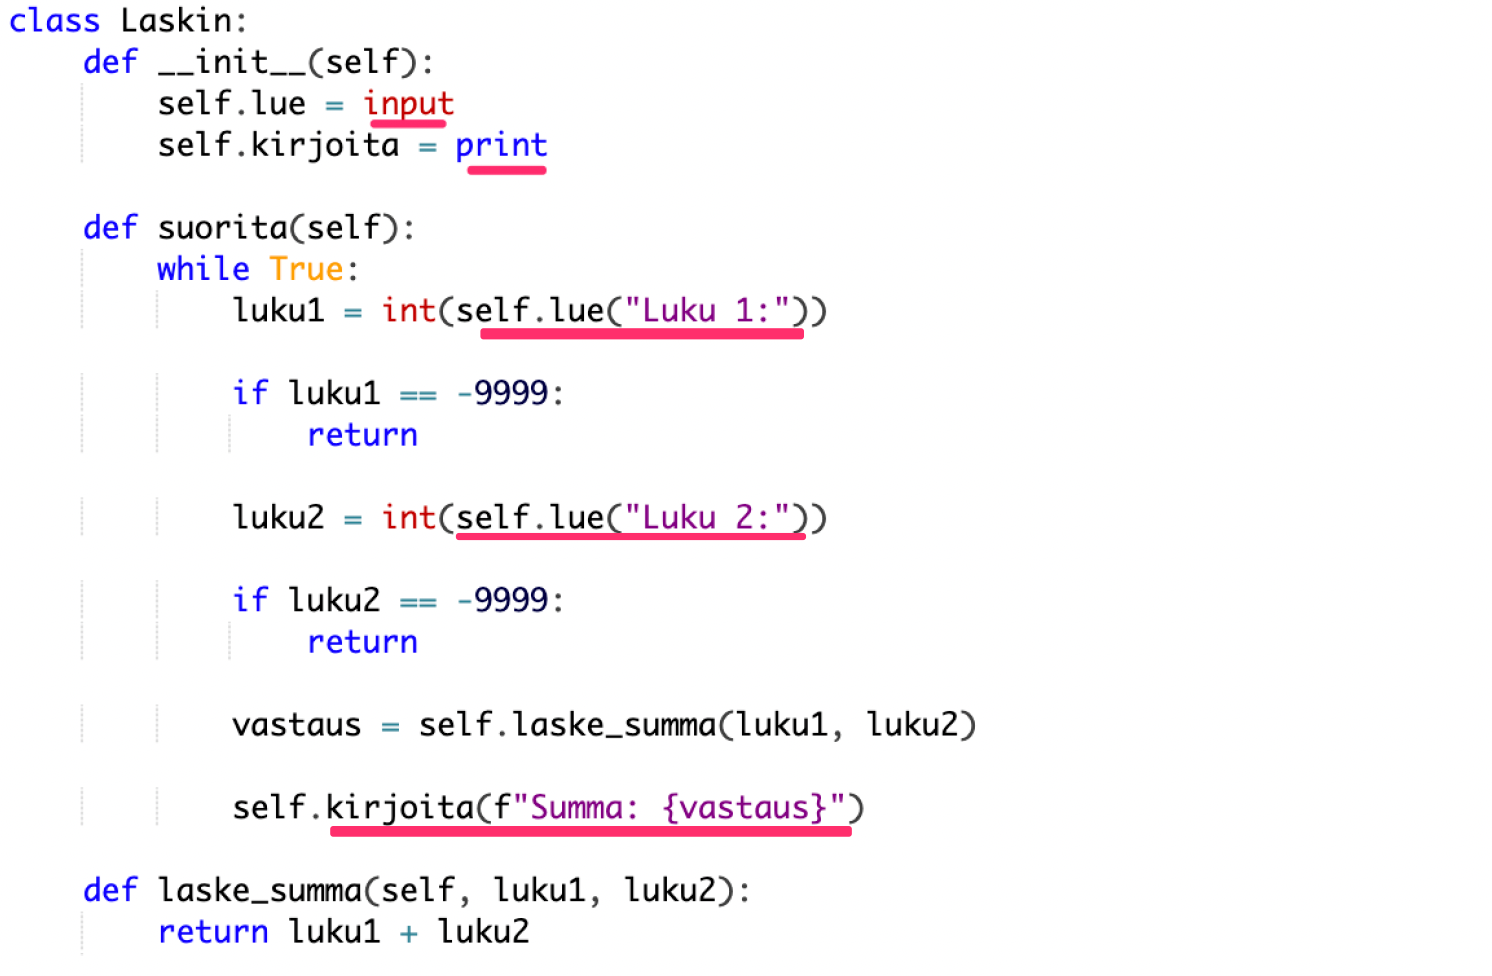 class Laskin:
    def __init__(self):
        self.lue = input
        self.kirjoita = print

    def suorita(self):
        while True:
            luku1 = int(self.lue("Luku 1:"))

            if luku1 == -9999:
                return

            luku2 = int(self.lue("Luku 2:"))

            if luku2 == -9999:
                return

            vastaus = self.laske_summa(luku1, luku2)

            self.kirjoita(f"Summa: {vastaus}")

    def laske_summa(self, luku1, luku2):
        return luku1 + luku2